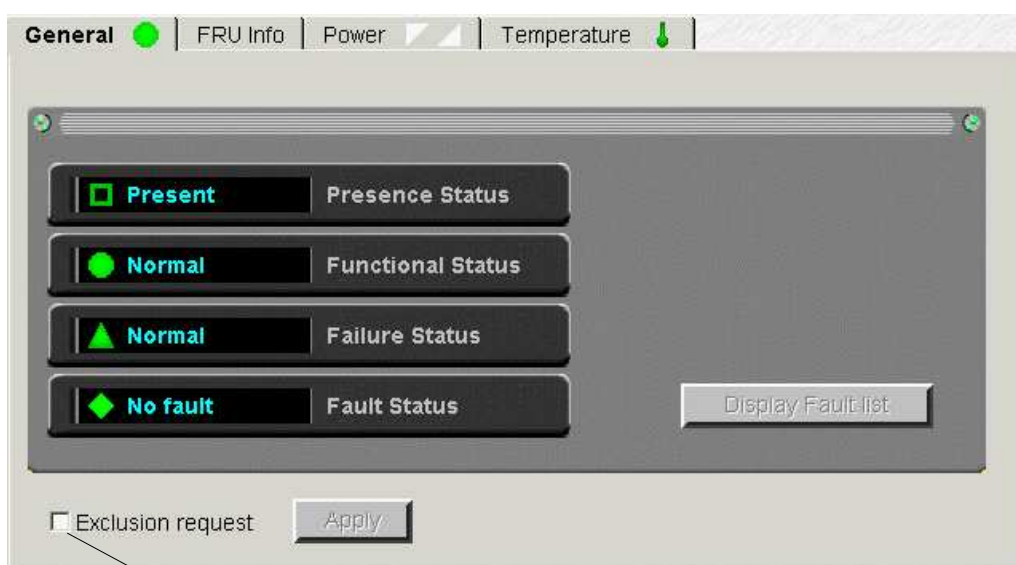 General FRU Info Power Temperature
Present Presence Status
Normal Functional Status
Normal Failure Status
No fault Fault Status
Display Fault list
Exclusion request Apply